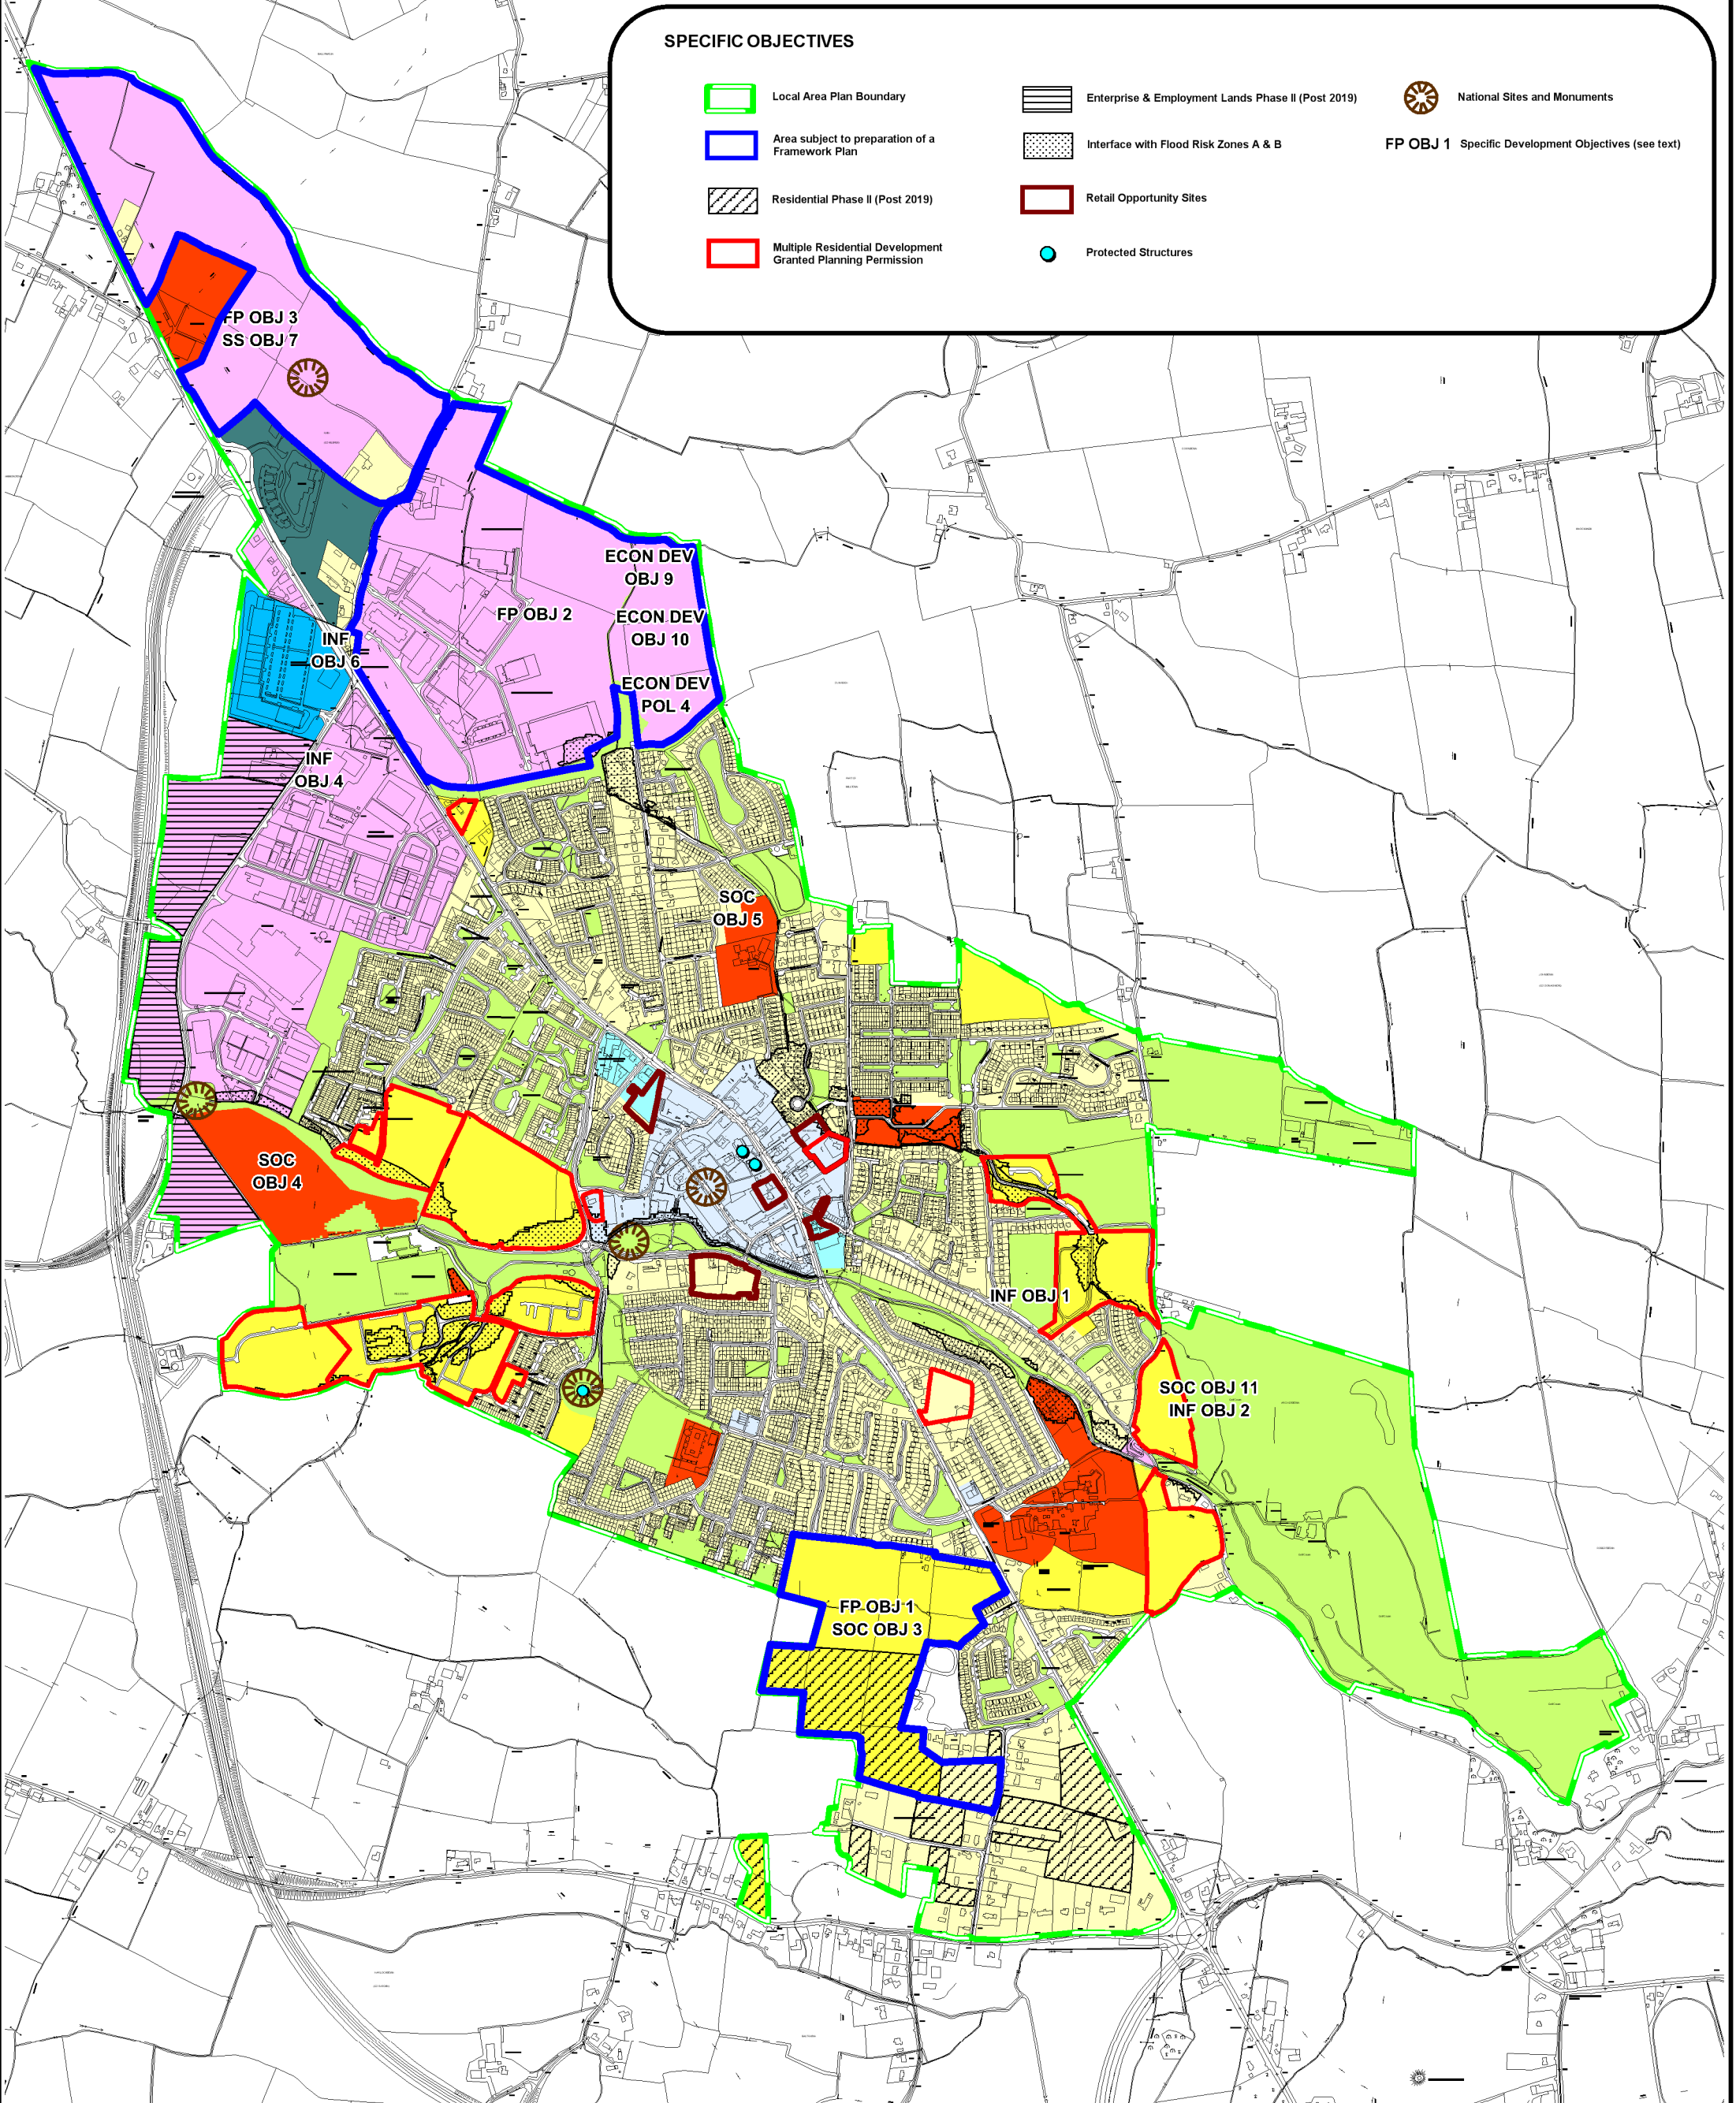 SPECIFIC OBJECTIVES
Local Area Plan Boundary
Area subject to preparation of a
Framework Plan
Residential Phase II (Post 2019)
Multiple Residential Development
Granted Planning Permission
Enterprise & Employment Lands Phase II (Post 2019)
Interface with Flood Risk Zones A & B
Retail Opportunity Sites
Protected Structures
National Sites and Monuments
FP OBJ 1 Specific Development Objectives (see text)
FP OBJ 3
SS OBJ 7
ECON DEV
OBJ 9
FP OBJ 2
ECON DEV
OBJ 10
INF
OBJ 6
ECON DEV
POL 4
INF
OBJ 4
SOC
OBJ 5
SOC
OBJ 4
INF OBJ 1
SOC OBJ 11
INF OBJ 2
FP OBJ 1
SOC OBJ 3